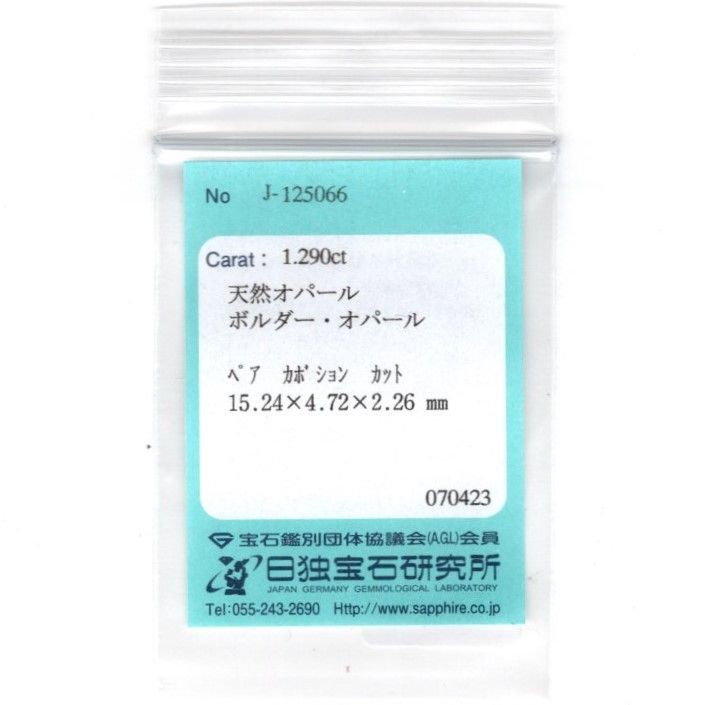 No J-125066
Carat : 1.290ct
天然オパール
ボルダー・オパール
ﾍﾟｱ ｶﾎﾞｼｮﾝ ｶｯﾄ
15.24×4.72×2.26 mm
070423
宝石鑑別団体協議会(A.G.L)会員
日独宝石研究所
JAPAN GERMANY GEMMOLOGICAL LABORATORY
Tel:055-243-2690 Http://www.sapphire.co.jp